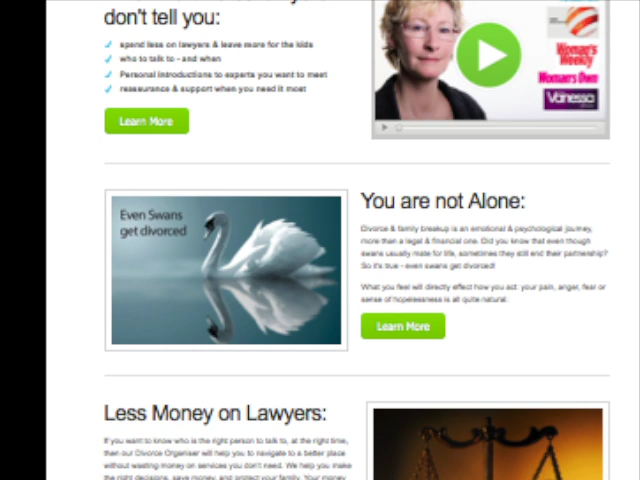 don't tell you:
spend less on lawyers & leave more for the kids
who to talk to - and when
Personal introductions to experts you want to meet
reassurance & support when you need it most
Learn More
Woman's
Weekly
Woman's Own
Vanessa
Even Swans
get divorced
You are not Alone:
Divorce & family breakup is an emotional & psychological journey,
more than a legal & financial one. Did you know that even though
swans usually mate for life, sometimes they still end their partnership?
So it's true - even swans get divorced!
What you feel will directly effect how you act: your pain, anger, fear or
sense of hopelessness is all quite natural.
Learn More
Less Money on Lawyers:
If you want to know who is the right person to talk to, at the right time,
then our Divorce Organiser will help you to navigate to a better place
without wasting money on services you don't need. We help you make
the right decisions, save money, and protect your family. Your money